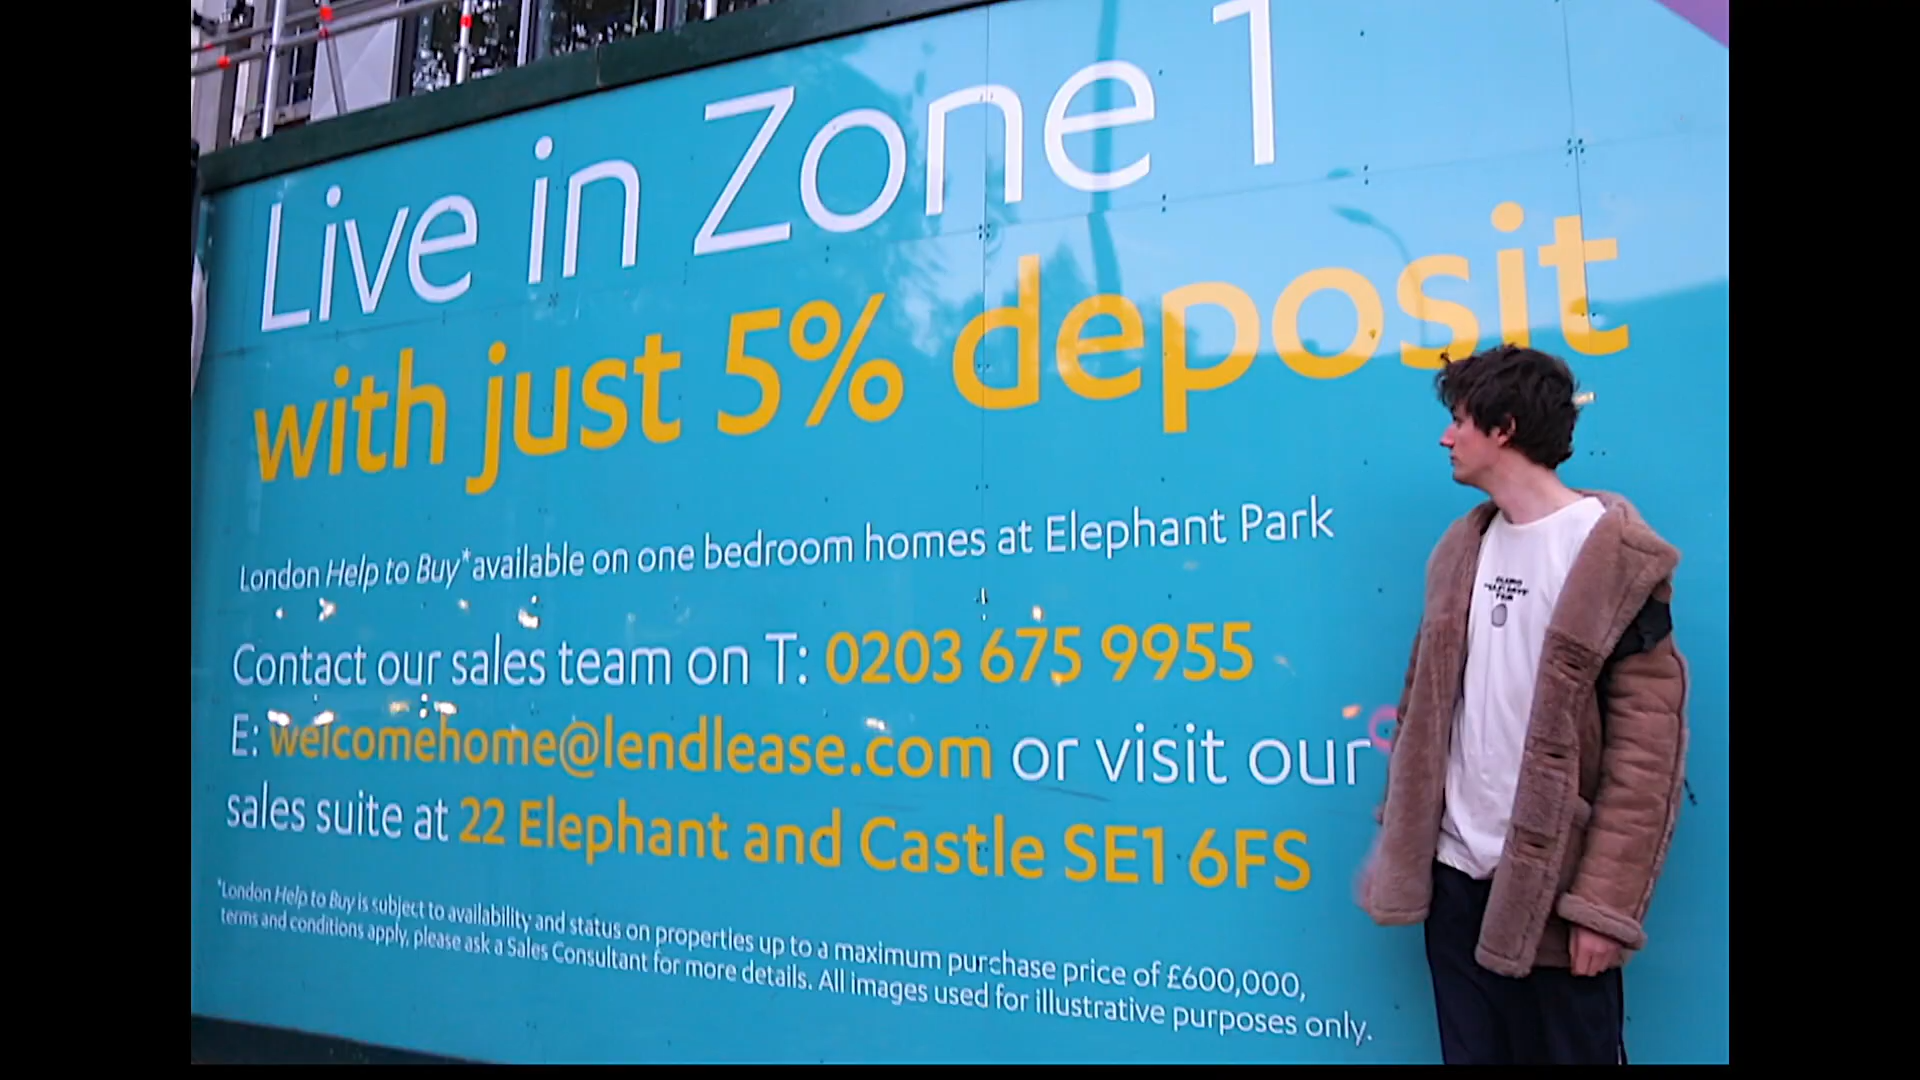 Live in Zone 1
with just 5% deposit
London Help to Buy* available on one bedroom homes at Elephant Park
Contact our sales team on T: 0203 675 9955
E: welcomehome@lendlease.com or visit our
sales suite at 22 Elephant and Castle SE1 6FS
*London Help to Buy is subject to availability and status on properties up to a maximum purchase price of £600,000,
terms and conditions apply, please ask a Sales Consultant for more details. All images used for illustrative purposes only.